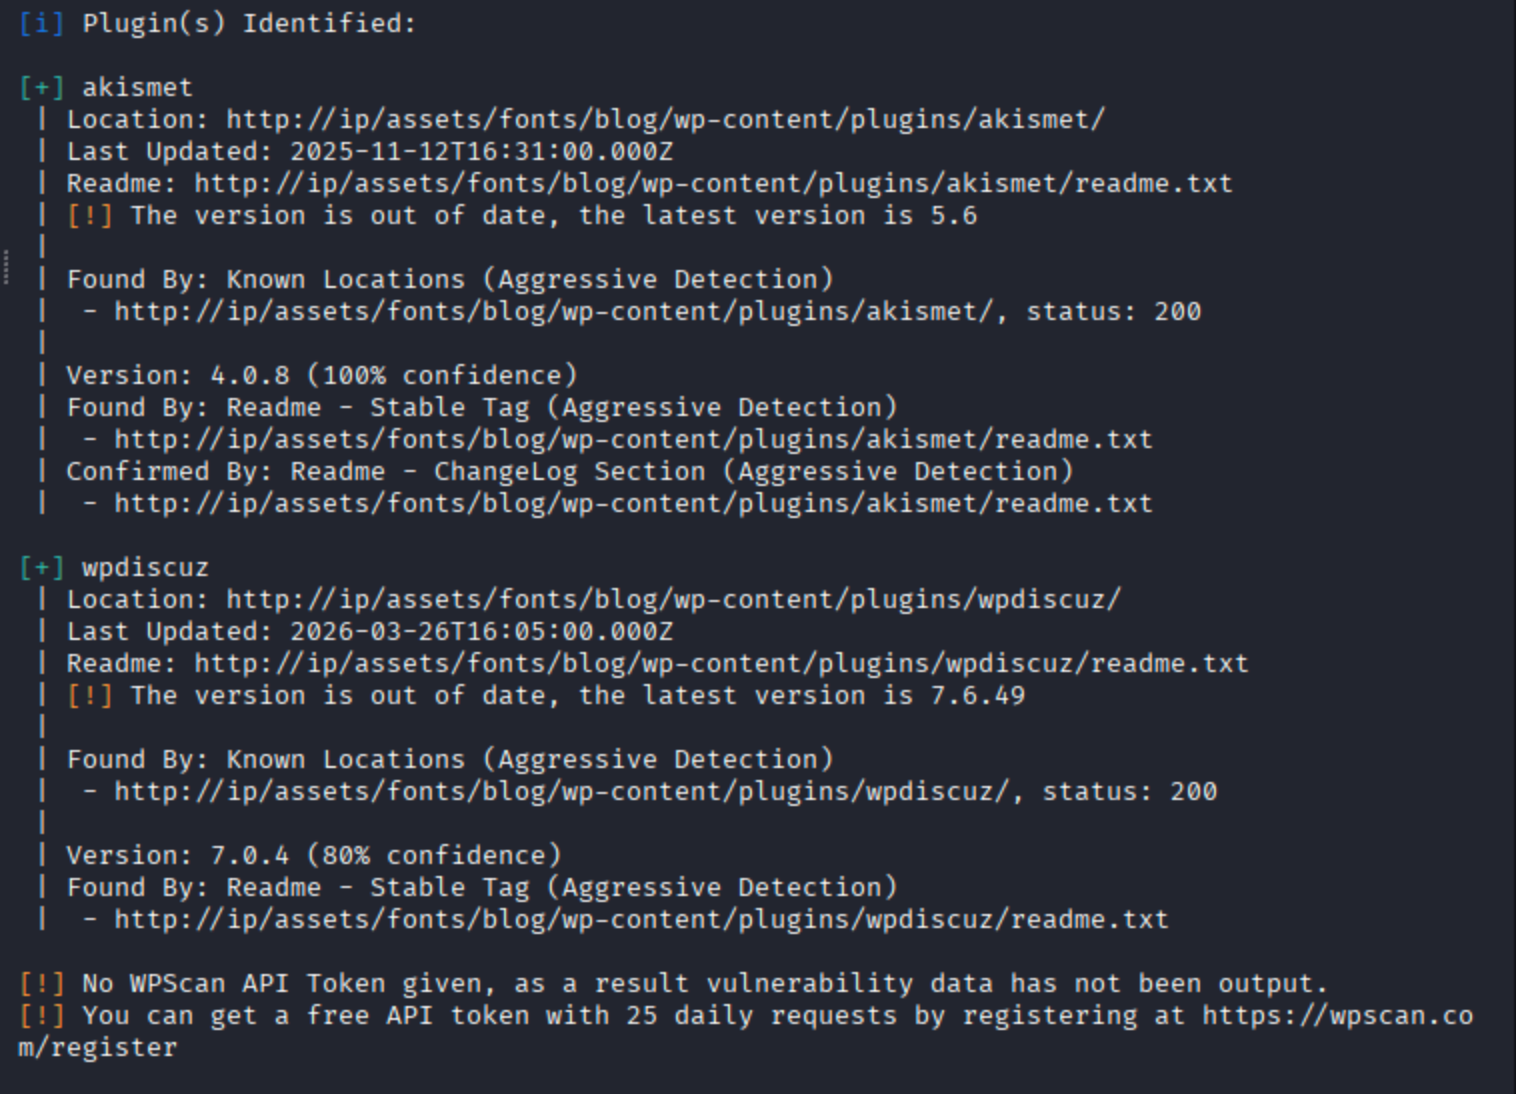 [i] Plugin(s) Identified:

[+] akismet
 | Location: http://ip/assets/fonts/blog/wp-content/plugins/akismet/
 | Last Updated: 2025-11-12T16:31:00.000Z
 | Readme: http://ip/assets/fonts/blog/wp-content/plugins/akismet/readme.txt
 | [!] The version is out of date, the latest version is 5.6
 |
 | Found By: Known Locations (Aggressive Detection)
 |  - http://ip/assets/fonts/blog/wp-content/plugins/akismet/, status: 200
 |
 | Version: 4.0.8 (100% confidence)
 | Found By: Readme - Stable Tag (Aggressive Detection)
 |  - http://ip/assets/fonts/blog/wp-content/plugins/akismet/readme.txt
 | Confirmed By: Readme - ChangeLog Section (Aggressive Detection)
 |  - http://ip/assets/fonts/blog/wp-content/plugins/akismet/readme.txt

[+] wpdiscuz
 | Location: http://ip/assets/fonts/blog/wp-content/plugins/wpdiscuz/
 | Last Updated: 2026-03-26T16:05:00.000Z
 | Readme: http://ip/assets/fonts/blog/wp-content/plugins/wpdiscuz/readme.txt
 | [!] The version is out of date, the latest version is 7.6.49
 |
 | Found By: Known Locations (Aggressive Detection)
 |  - http://ip/assets/fonts/blog/wp-content/plugins/wpdiscuz/, status: 200
 |
 | Version: 7.0.4 (80% confidence)
 | Found By: Readme - Stable Tag (Aggressive Detection)
 |  - http://ip/assets/fonts/blog/wp-content/plugins/wpdiscuz/readme.txt

[!] No WPScan API Token given, as a result vulnerability data has not been output.
[!] You can get a free API token with 25 daily requests by registering at https://wpscan.co
m/register